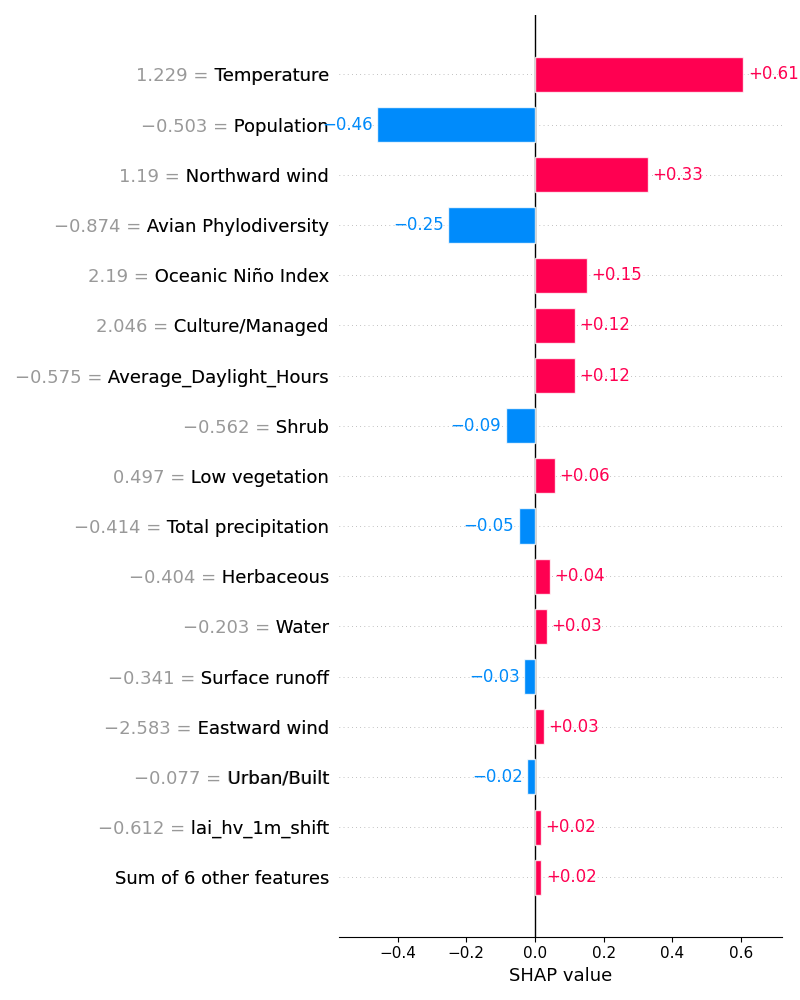 1.229 = Temperature +0.61
−0.503 = Population −0.46
1.19 = Northward wind +0.33
−0.874 = Avian Phylodiversity −0.25
2.19 = Oceanic Niño Index +0.15
2.046 = Culture/Managed +0.12
−0.575 = Average_Daylight_Hours +0.12
−0.562 = Shrub −0.09
0.497 = Low vegetation +0.06
−0.414 = Total precipitation −0.05
−0.404 = Herbaceous +0.04
−0.203 = Water +0.03
−0.341 = Surface runoff −0.03
−2.583 = Eastward wind +0.03
−0.077 = Urban/Built −0.02
−0.612 = lai_hv_1m_shift +0.02
Sum of 6 other features +0.02
−0.4 −0.2 0.0 0.2 0.4 0.6
SHAP value